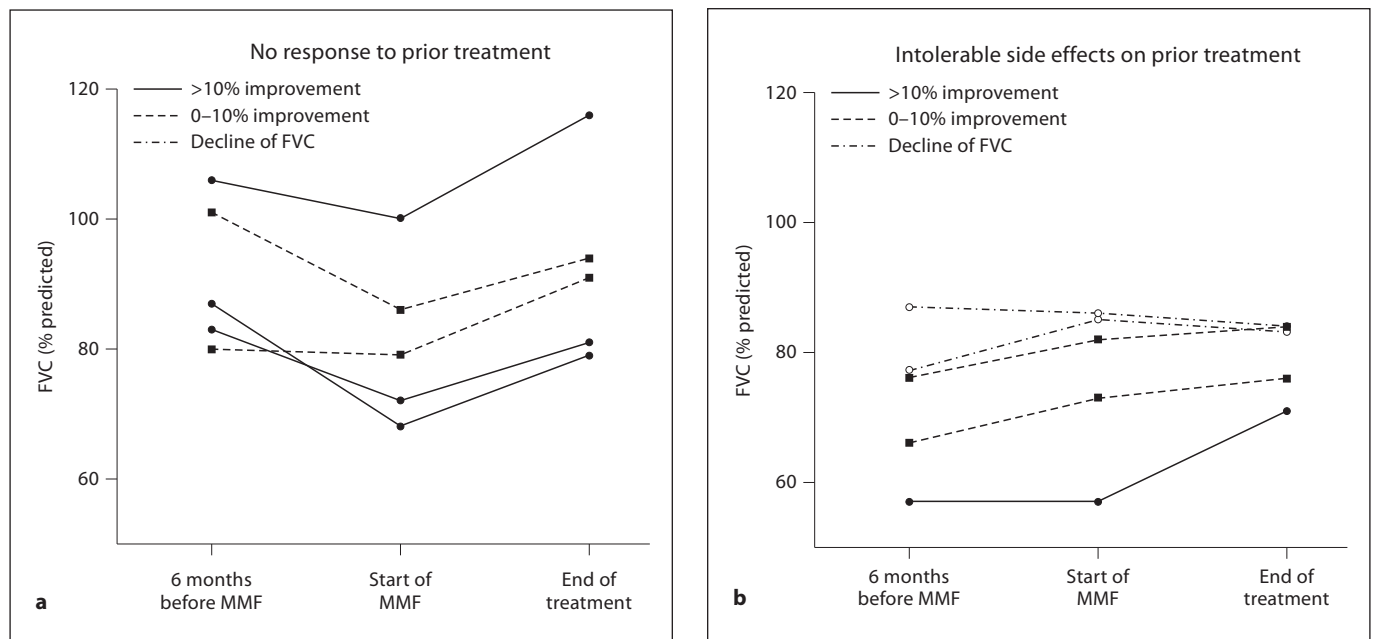 No response to prior treatment
>10% improvement
0–10% improvement
Decline of FVC
120
100
80
60
FVC (% predicted)
6 months
before MMF
Start of
MMF
End of
treatment
a
Intolerable side effects on prior treatment
>10% improvement
0–10% improvement
Decline of FVC
120
100
80
60
FVC (% predicted)
6 months
before MMF
Start of
MMF
End of
treatment
b